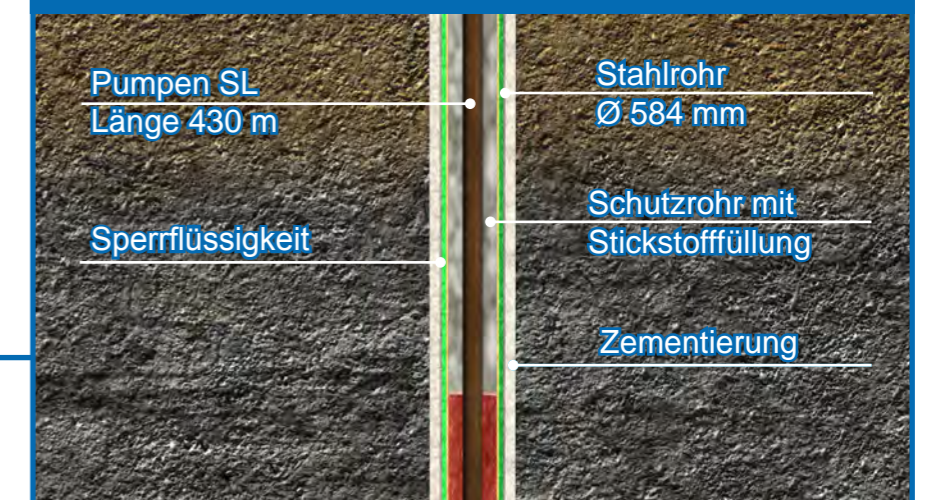 Pumpen SL
Länge 430 m
Stahlrohr
Ø 584 mm
Sperrflüssigkeit
Schutzrohr mit
Stickstofffüllung
Zementierung